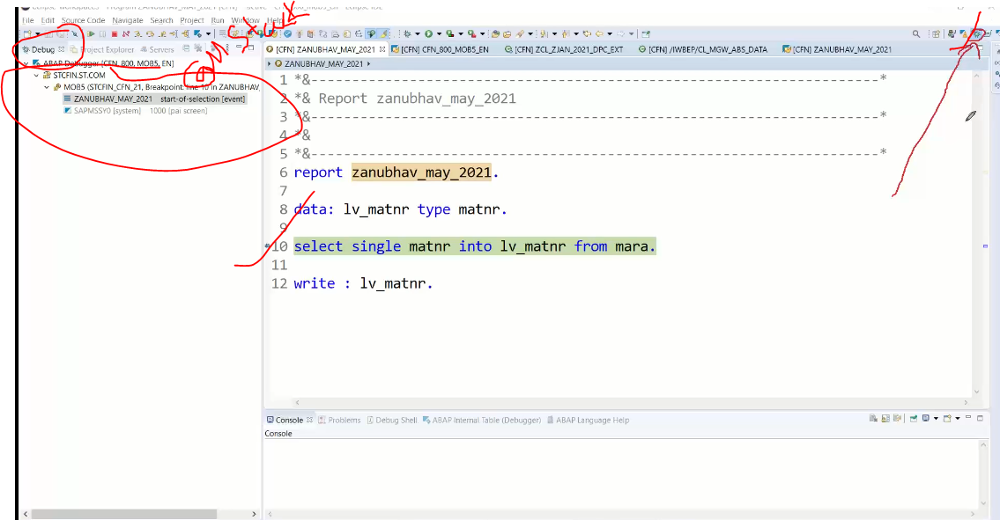 File Edit Source Code Navigate Search Project Run Window Help
Debug Project Explorer Servers
ABAP Debugger [CFN_800, MOB5, EN]
STCFIN.ST.COM
MOB5 (STCFIN_CFN_21, Breakpoint: line 10 in ZANUBHAV_
ZANUBHAV_MAY_2021 start-of-selection [event]
SAPMSSY0 [system] 1000 [pai screen]
[CFN] ZANUBHAV_MAY_2021 [CFN] CFN_800_MOB5_EN [CFN] ZCL_ZJAN_2021_DPC_EXT [CFN] /IWBEP/CL_MGW_ABS_DATA [CFN] ZANUBHAV_MAY_2021
ZANUBHAV_MAY_2021
1 *&---------------------------------------------------------------------*
2 *& Report zanubhav_may_2021
3 *&---------------------------------------------------------------------*
4 *&
5 *&---------------------------------------------------------------------*
6 report zanubhav_may_2021.
7
8 data: lv_matnr type matnr.
9
10 select single matnr into lv_matnr from mara.
11
12 write : lv_matnr.
Console Problems Debug Shell ABAP Internal Table (Debugger) ABAP Language Help
Console